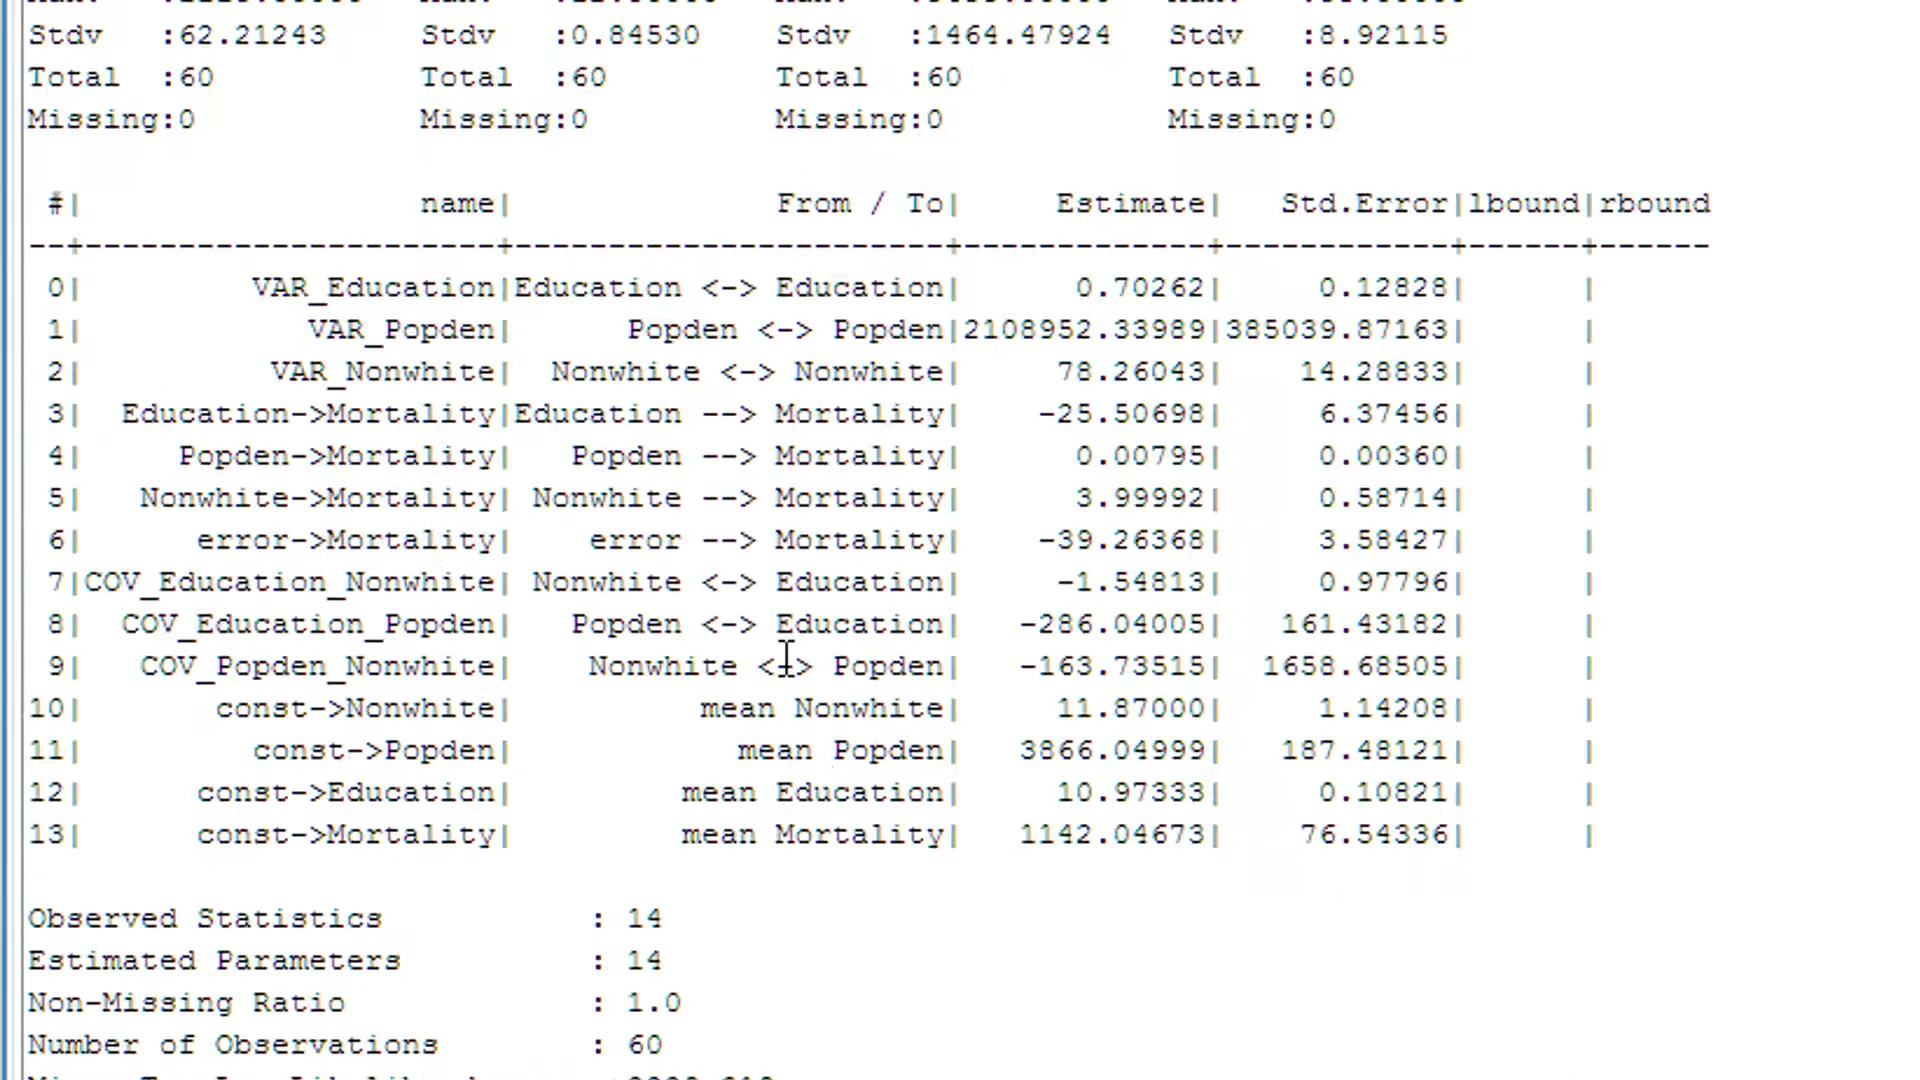 Stdv   :62.21243     Stdv   :0.84530    Stdv   :1464.47924   Stdv   :8.92115
Total  :60           Total  :60         Total  :60           Total  :60
Missing:0            Missing:0          Missing:0            Missing:0
#|                  name|           From / To|     Estimate|   Std.Error|lbound|rbound
--+----------------------+-----------------------+-------------+------------+------+------
0|         VAR_Education|Education <-> Education|      0.70262|     0.12828|      |
1|            VAR_Popden|      Popden <-> Popden|2108952.33989|385039.87163|      |
2|          VAR_Nonwhite|  Nonwhite <-> Nonwhite|     78.26043|    14.28833|      |
3|  Education->Mortality|Education --> Mortality|    -25.50698|     6.37456|      |
4|     Popden->Mortality|   Popden --> Mortality|      0.00795|     0.00360|      |
5|   Nonwhite->Mortality| Nonwhite --> Mortality|      3.99992|     0.58714|      |
6|      error->Mortality|    error --> Mortality|    -39.26368|     3.58427|      |
7|COV_Education_Nonwhite| Nonwhite <-> Education|     -1.54813|     0.97796|      |
8|  COV_Education_Popden|   Popden <-> Education|   -286.04005|   161.43182|      |
9|   COV_Popden_Nonwhite|    Nonwhite <-> Popden|   -163.73515|  1658.68505|      |
10|       const->Nonwhite|          mean Nonwhite|     11.87000|     1.14208|      |
11|         const->Popden|            mean Popden|   3866.04999|   187.48121|      |
12|      const->Education|         mean Education|     10.97333|     0.10821|      |
13|      const->Mortality|         mean Mortality|   1142.04673|    76.54336|      |
Observed Statistics           : 14
Estimated Parameters          : 14
Non-Missing Ratio             : 1.0
Number of Observations        : 60